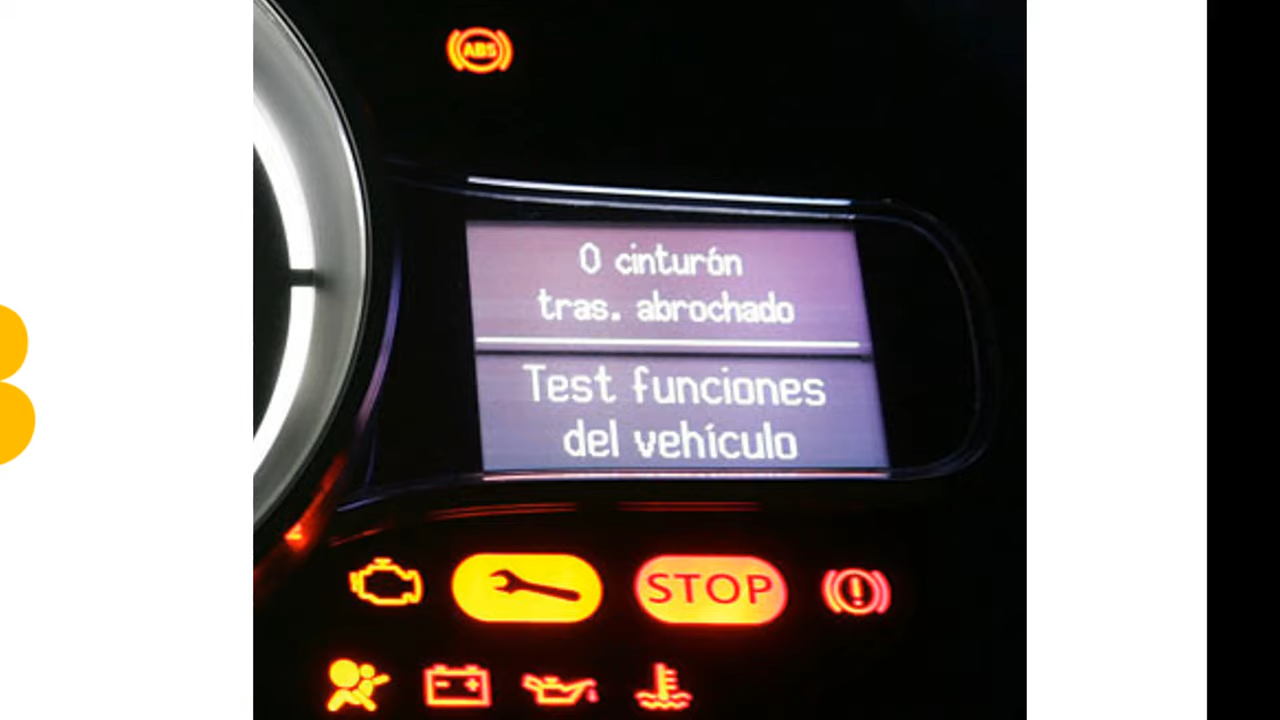 ABS
0 cinturón
tras. abrochado
Test funciones
del vehículo
STOP